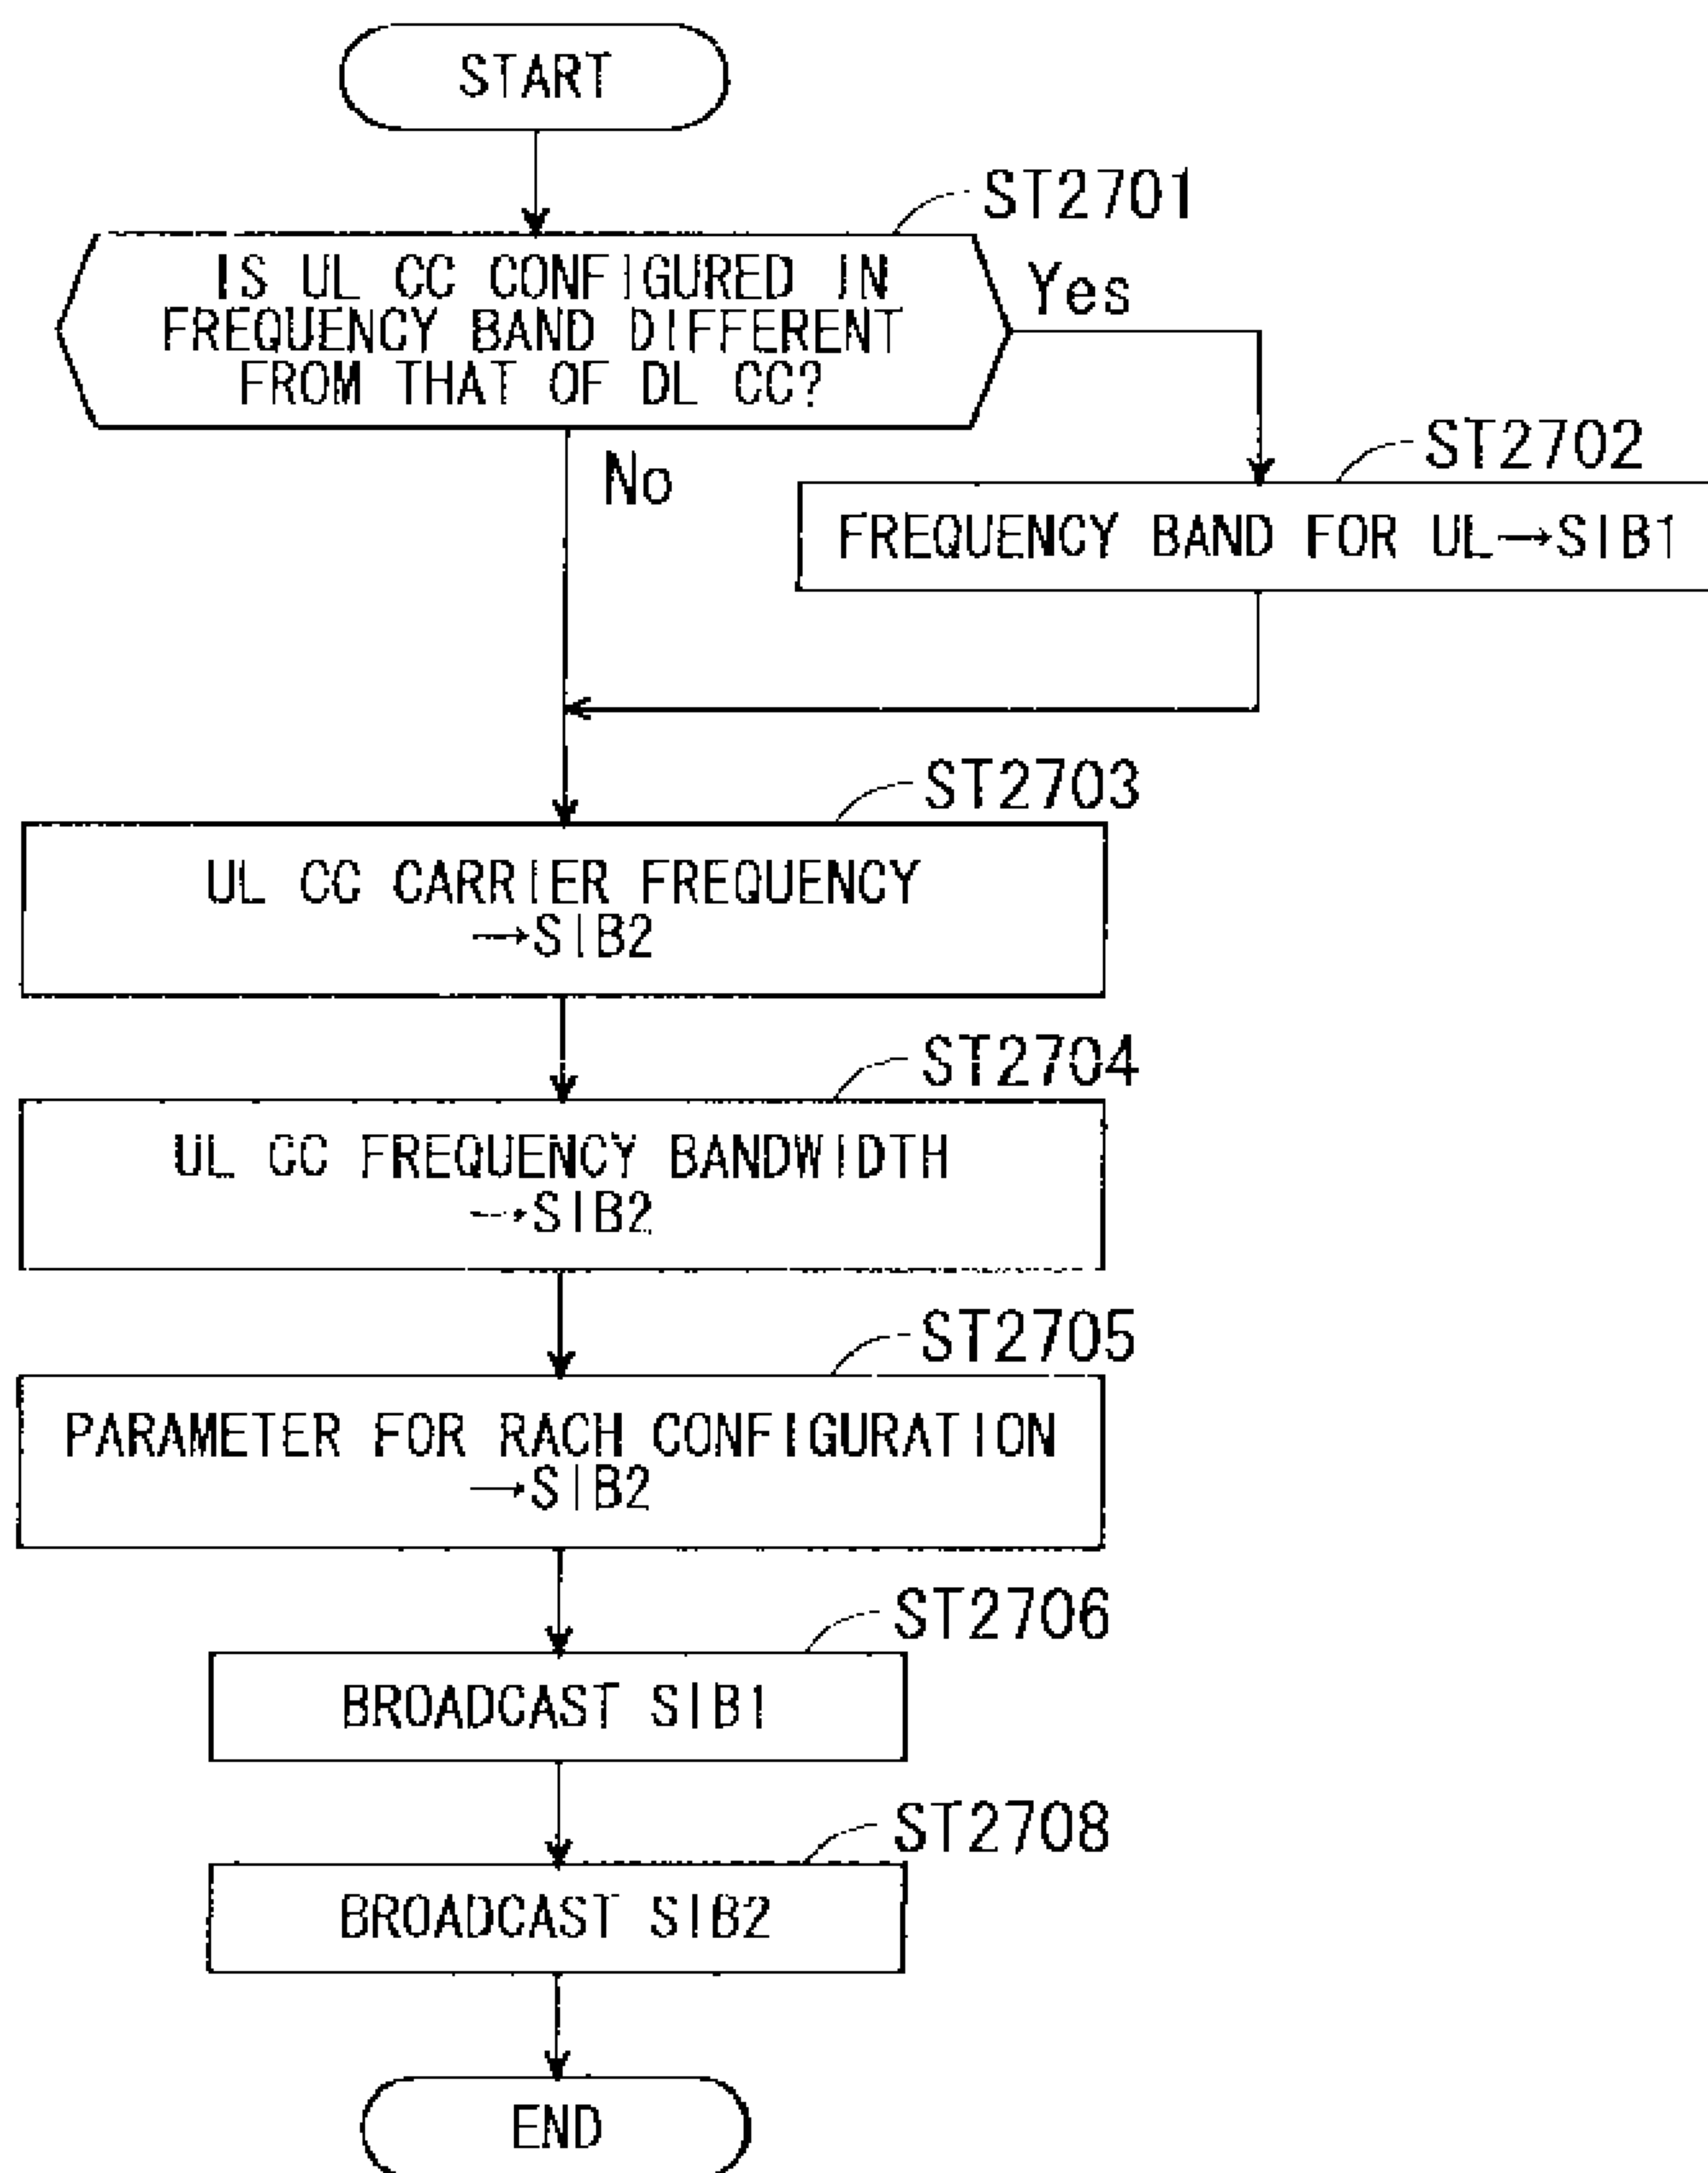 START
ST2701
IS UL CC CONFIGURED IN
FREQUENCY BAND DIFFERENT
FROM THAT OF DL CC?
Yes
No
ST2702
FREQUENCY BAND FOR UL→SIB1
ST2703
UL CC CARRIER FREQUENCY
→SIB2
ST2704
UL CC FREQUENCY BANDWIDTH
→SIB2
ST2705
PARAMETER FOR RACH CONFIGURATION
→SIB2
ST2706
BROADCAST SIB1
ST2708
BROADCAST SIB2
END